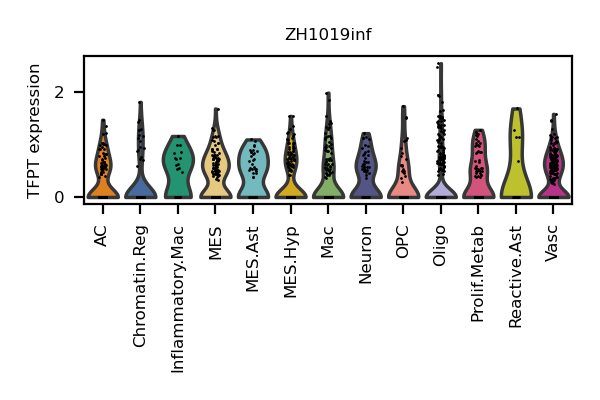 ZH1019inf
TFPT expression
2
0
AC
Chromatin.Reg
Inflammatory.Mac
MES
MES.Ast
MES.Hyp
Mac
Neuron
OPC
Oligo
Prolif.Metab
Reactive.Ast
Vasc